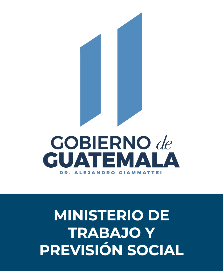 GOBIERNO de
GUATEMALA
DR. ALEJANDRO GIAMMATTEI
MINISTERIO DE
TRABAJO Y
PREVISIÓN SOCIAL